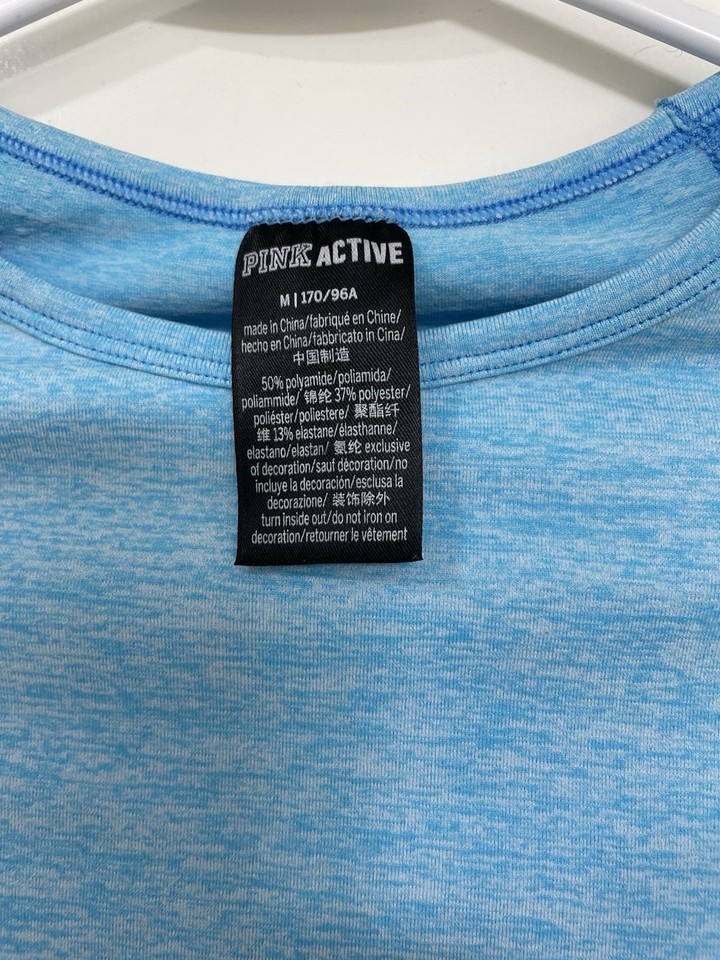 PINK ACTIVE
M | 170/96A
made in China/fabriqué en Chine/
hecho en China/fabbricato in Cina/
中国制造
50% polyamide/poliamida/
poliammide/ 锦纶 37% polyester/
poliéster/poliestere/ 聚酯纤
维 13% elastane/élasthanne/
elastano/elastan/ 氨纶 exclusive
of decoration/sauf décoration/no
incluye la decoración/esclusa la
decorazione/ 装饰除外
turn inside out/do not iron on
decoration/retourner le vêtement